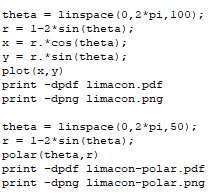 theta = linspace(0,2*pi,100);
r = 1-2*sin(theta);
x = r.*cos(theta);
y = r.*sin(theta);
plot(x,y)
print -dpdf limacon.pdf
print -dpng limacon.png
theta = linspace(0,2*pi,50);
r = 1-2*sin(theta);
polar(theta,r)
print -dpdf limacon-polar.pdf
print -dpng limacon-polar.png